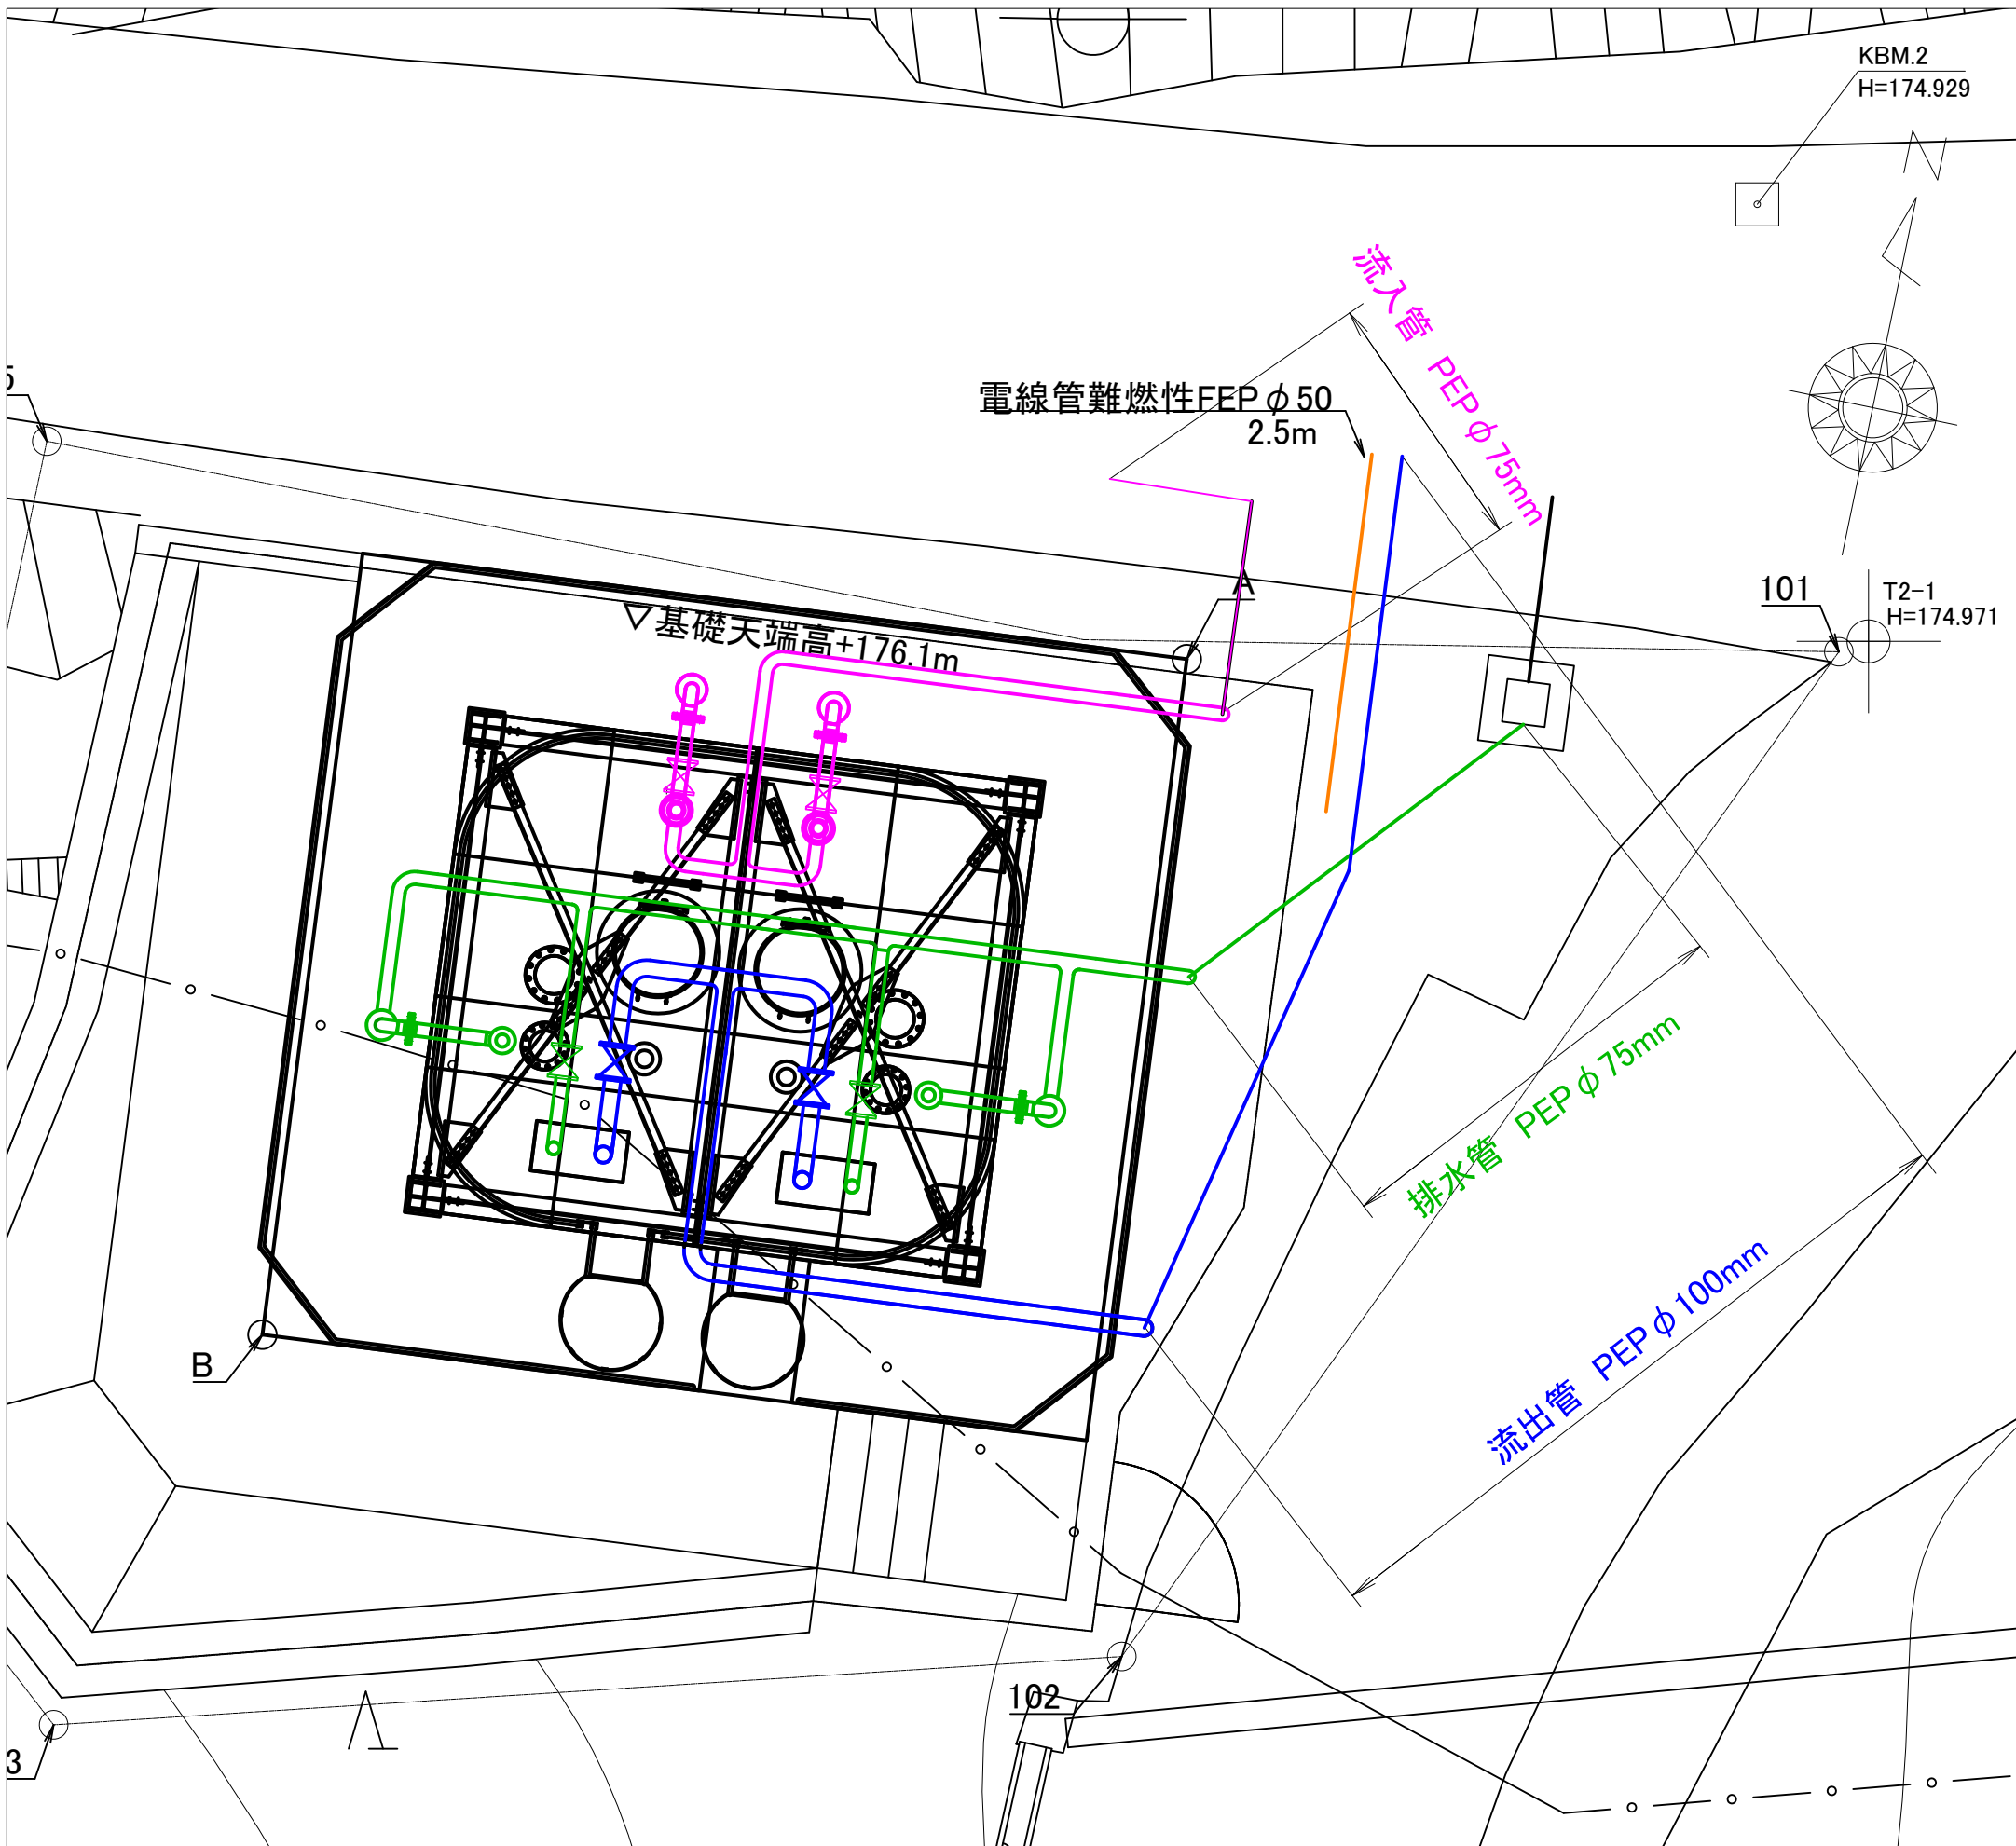 KBM.2
H=174.929
N
流入管 PEPφ75mm
電線管難燃性FEPφ50
2.5m
5
A
101
T2-1
H=174.971
▽基礎天端高+176.1m
排水管 PEPφ75mm
流出管 PEPφ100mm
B
102
3